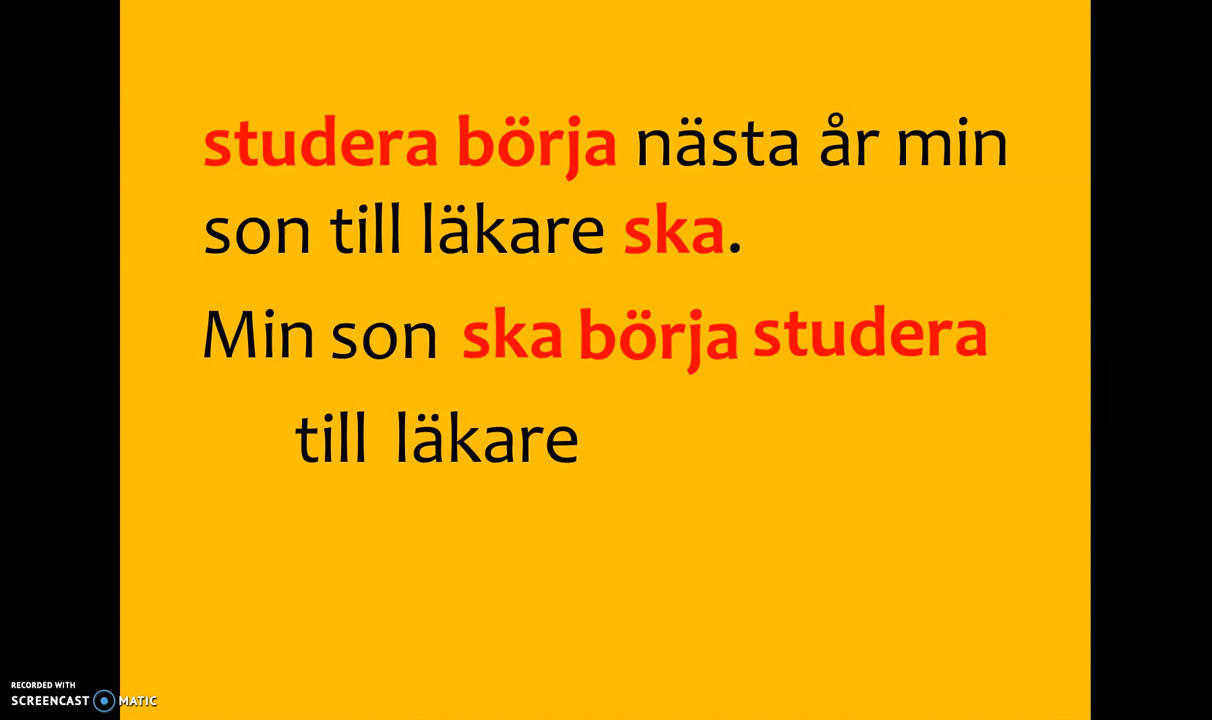 studera börja nästa år min
son till läkare ska.
Min son ska börja studera
till läkare
RECORDED WITH
SCREENCAST MATIC